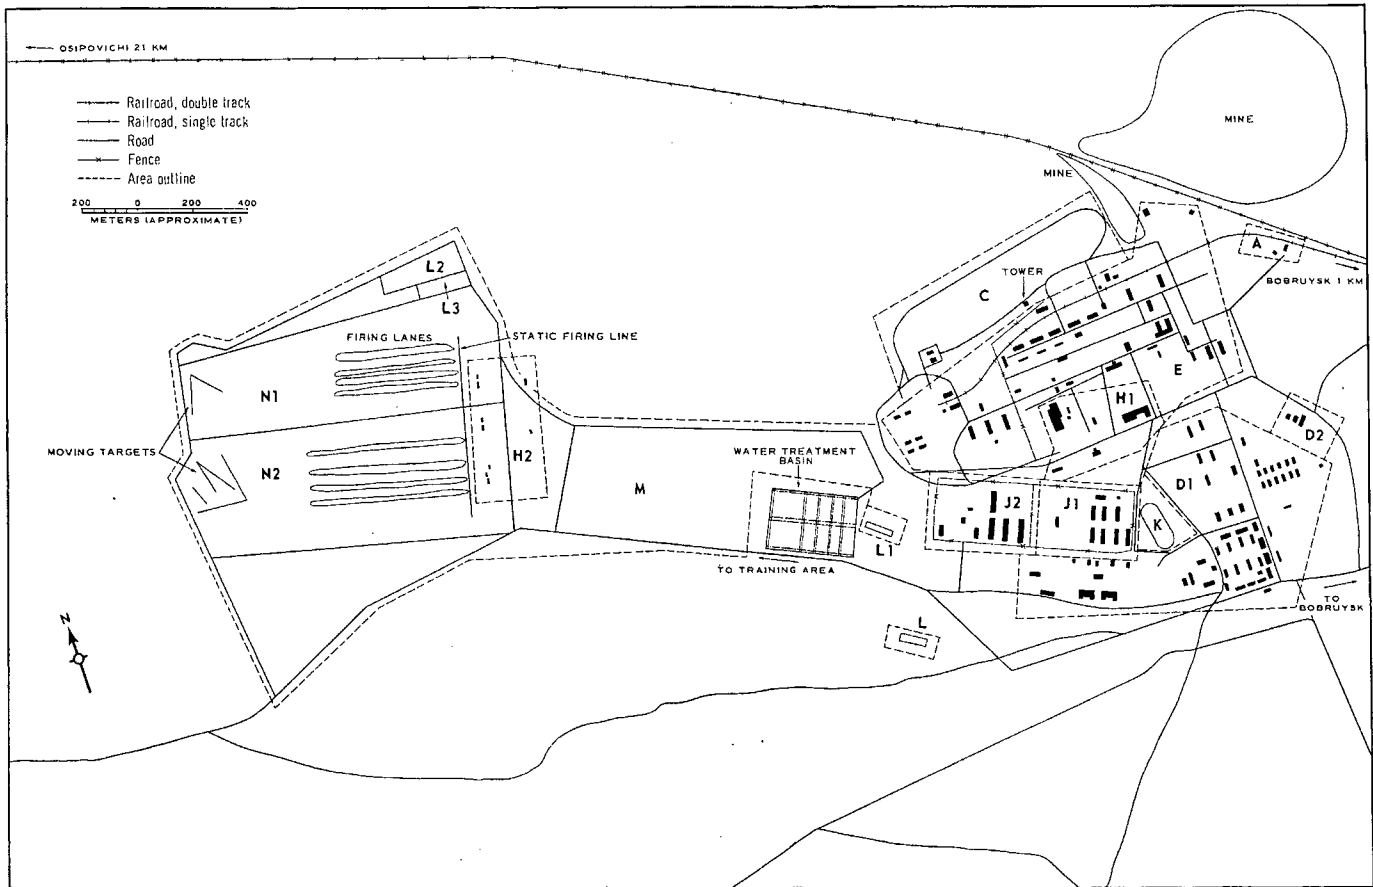 OSIPOVICHI 21 KM
Railroad, double track
Railroad, single track
Road
Fence
Area outline
200 0 200 400
METERS (APPROXIMATE)
MINE
MINE
A
BOBRUYSK 1 KM
TOWER
C
L2
L3
FIRING LANES
STATIC FIRING LINE
N1
E
H1
MOVING TARGETS
N2
H2
M
WATER TREATMENT
BASIN
D2
D1
J2
J1
K
L1
TO TRAINING AREA
TO
BOBRUYSK
L
N